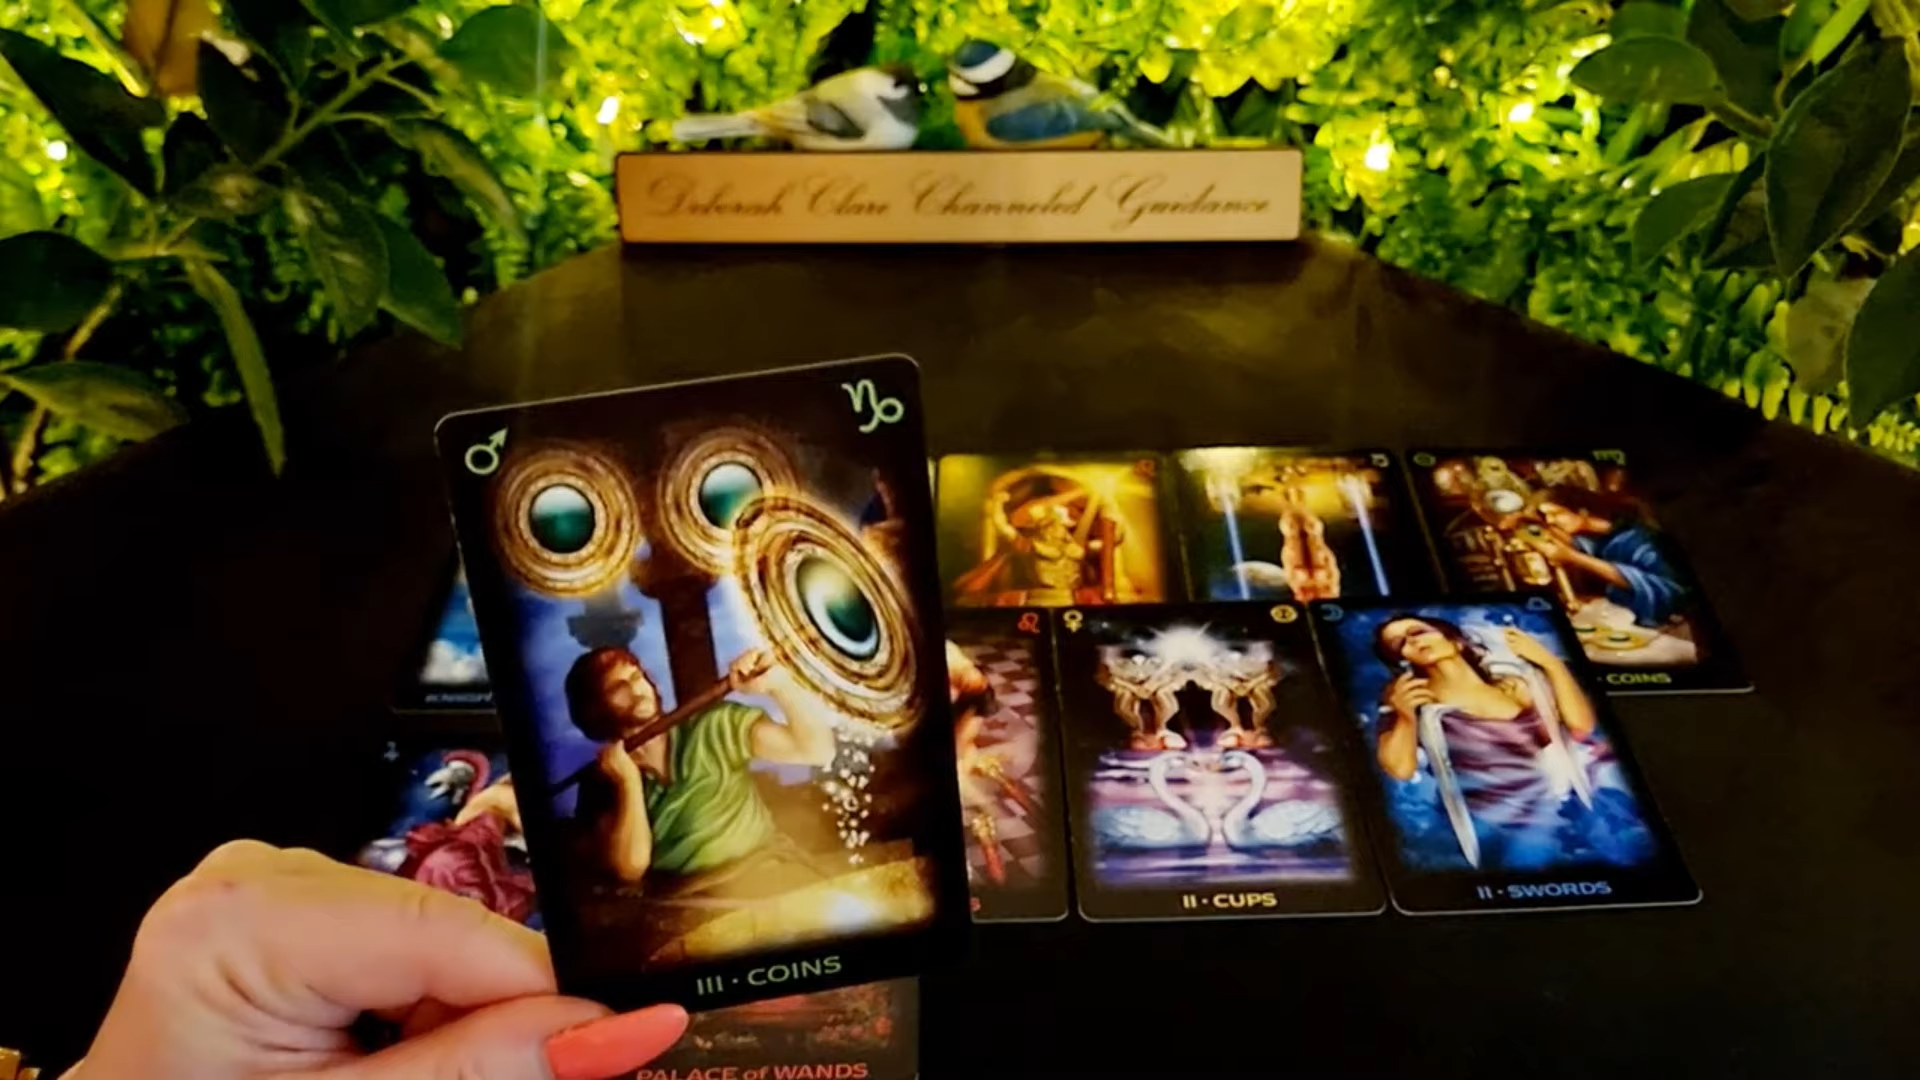 Deborah Clare Channeled Guidance
· COINS
II · CUPS
II · SWORDS
III · COINS
PALACE of WANDS